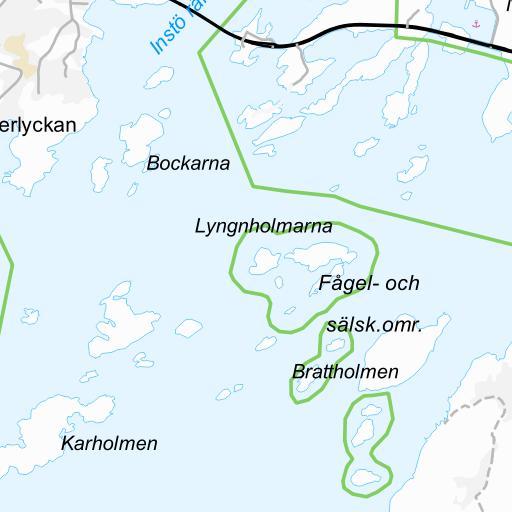 Instö
erlyckan
Bockarna
Lyngnholmarna
Fågel- och
sälsk.omr.
Brattholmen
Karholmen